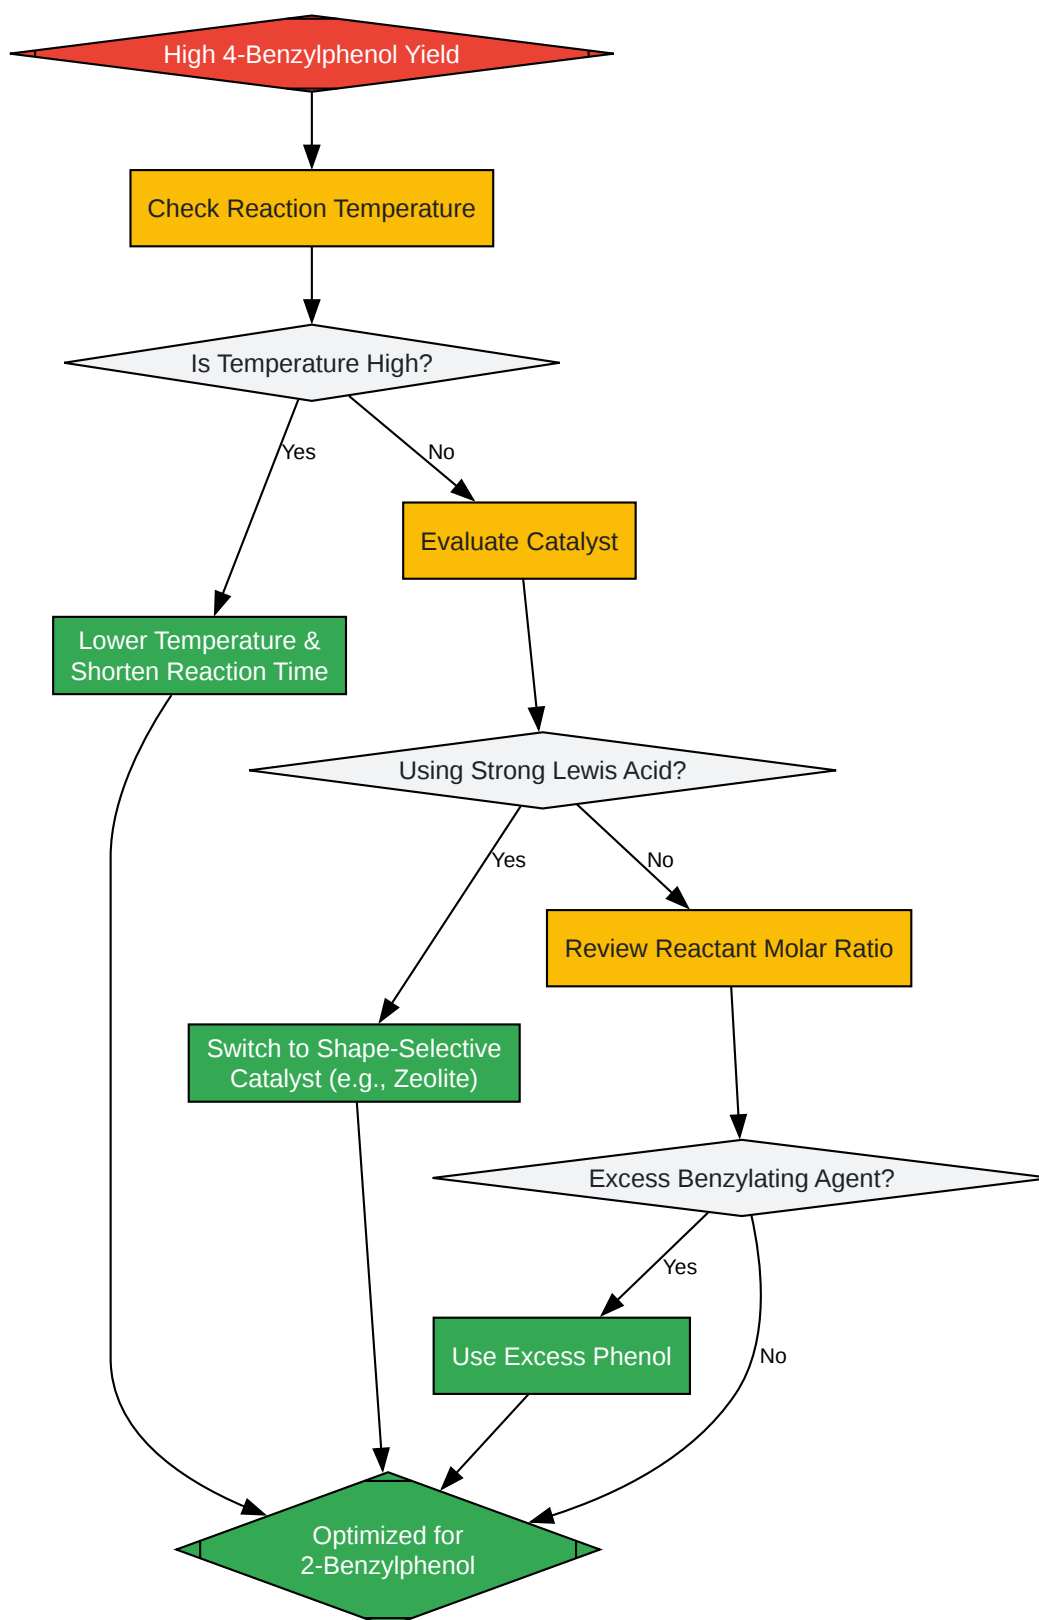 High 4-Benzylphenol Yield
Check Reaction Temperature
Is Temperature High?
Yes
No
Evaluate Catalyst
Lower Temperature &
Shorten Reaction Time
Using Strong Lewis Acid?
Yes
No
Review Reactant Molar Ratio
Switch to Shape-Selective
Catalyst (e.g., Zeolite)
Excess Benzylating Agent?
Yes
Use Excess Phenol
No
Optimized for
2-Benzylphenol